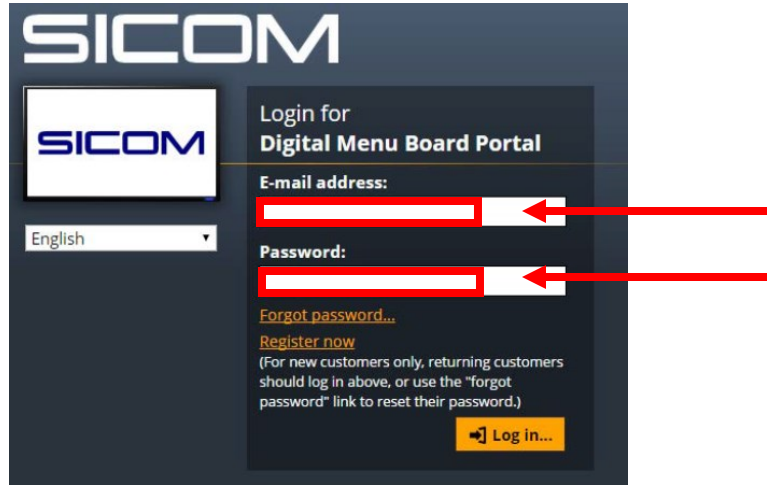 SICOM
SICOM
English
Login for
Digital Menu Board Portal
E-mail address:
Password:
Forgot password...
Register now
(For new customers only, returning customers
should log in above, or use the "forgot
password" link to reset their password.)
Log in...